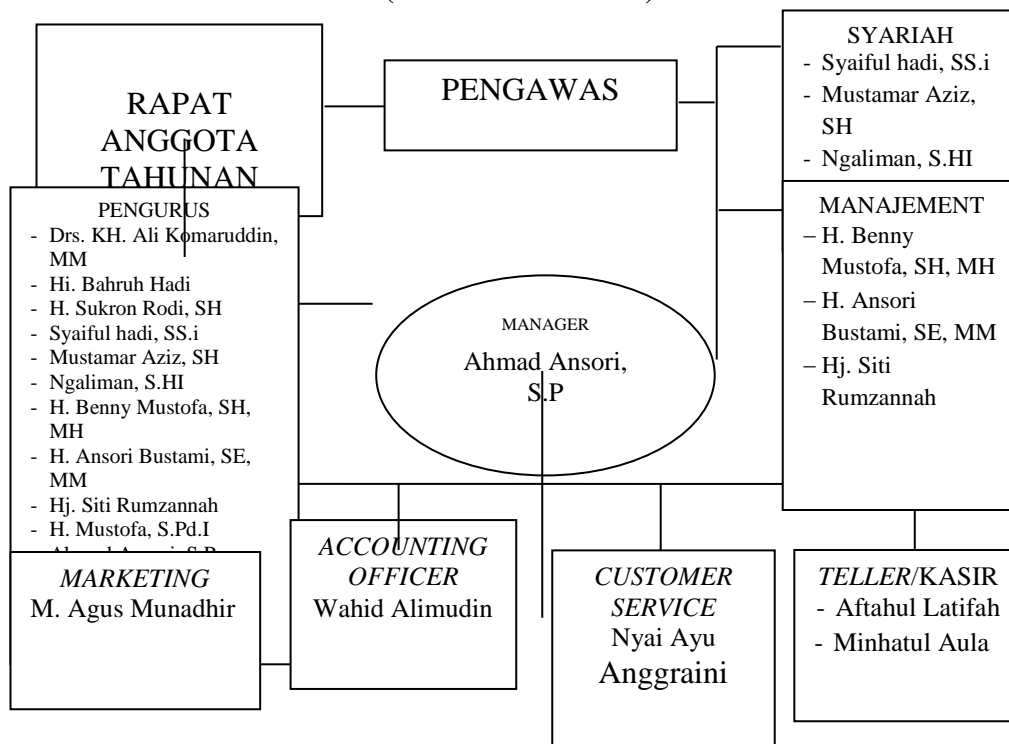 RAPAT
ANGGOTA
TAHUNAN
PENGAWAS
SYARIAH
- Syaiful hadi, SS.i
- Mustamar Aziz,
SH
- Ngaliman, S.HI
PENGURUS
- Drs. KH. Ali Komaruddin,
MM
- Hi. Bahruh Hadi
- H. Sukron Rodi, SH
- Syaiful hadi, SS.i
- Mustamar Aziz, SH
- Ngaliman, S.HI
- H. Benny Mustofa, SH,
MH
- H. Ansori Bustami, SE,
MM
- Hj. Siti Rumzannah
- H. Mustofa, S.Pd.I
MANAJEMENT
– H. Benny
Mustofa, SH, MH
– H. Ansori
Bustami, SE, MM
– Hj. Siti
Rumzannah
MANAGER
Ahmad Ansori,
S.P
MARKETING
M. Agus Munadhir
ACCOUNTING
OFFICER
Wahid Alimudin
CUSTOMER
SERVICE
Nyai Ayu
Anggraini
TELLER/KASIR
- Aftahul Latifah
- Minhatul Aula